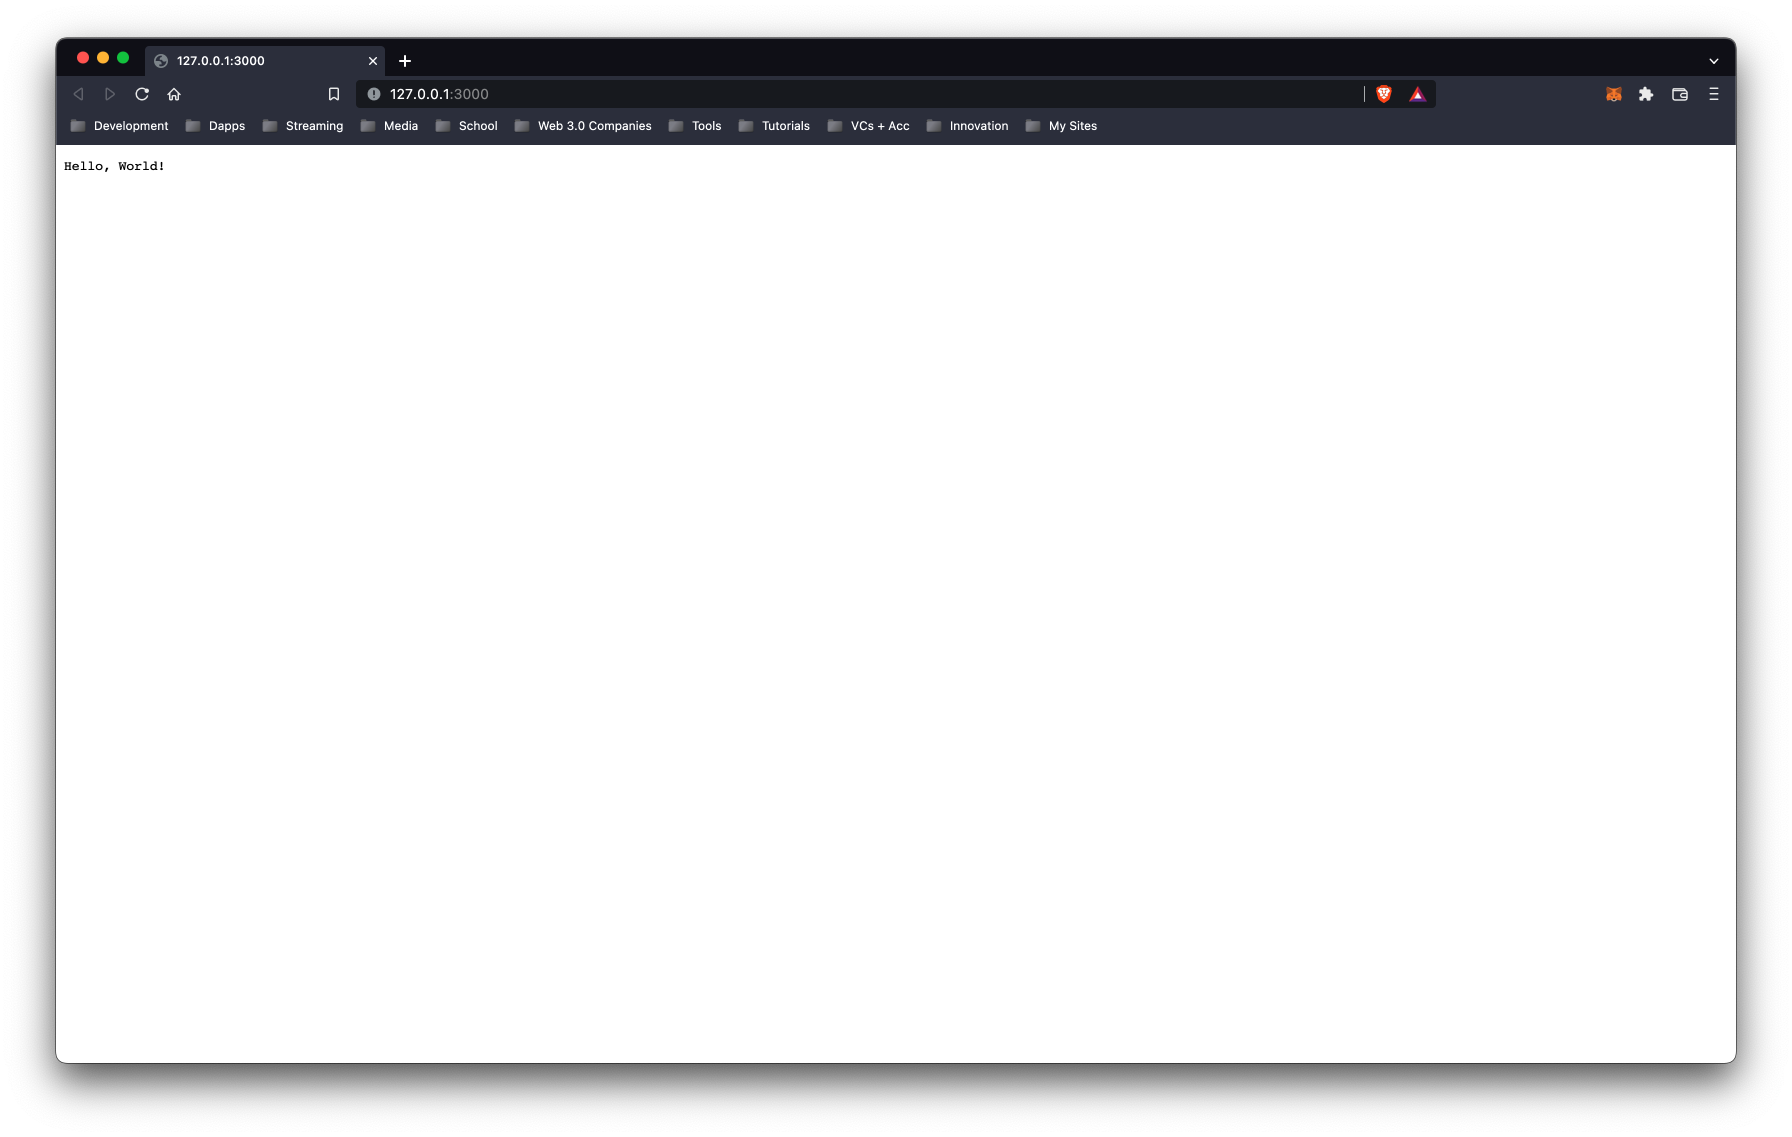 127.0.0.1:3000
127.0.0.1:3000
Development Dapps Streaming Media School Web 3.0 Companies Tools Tutorials VCs + Acc Innovation My Sites
Hello, World!